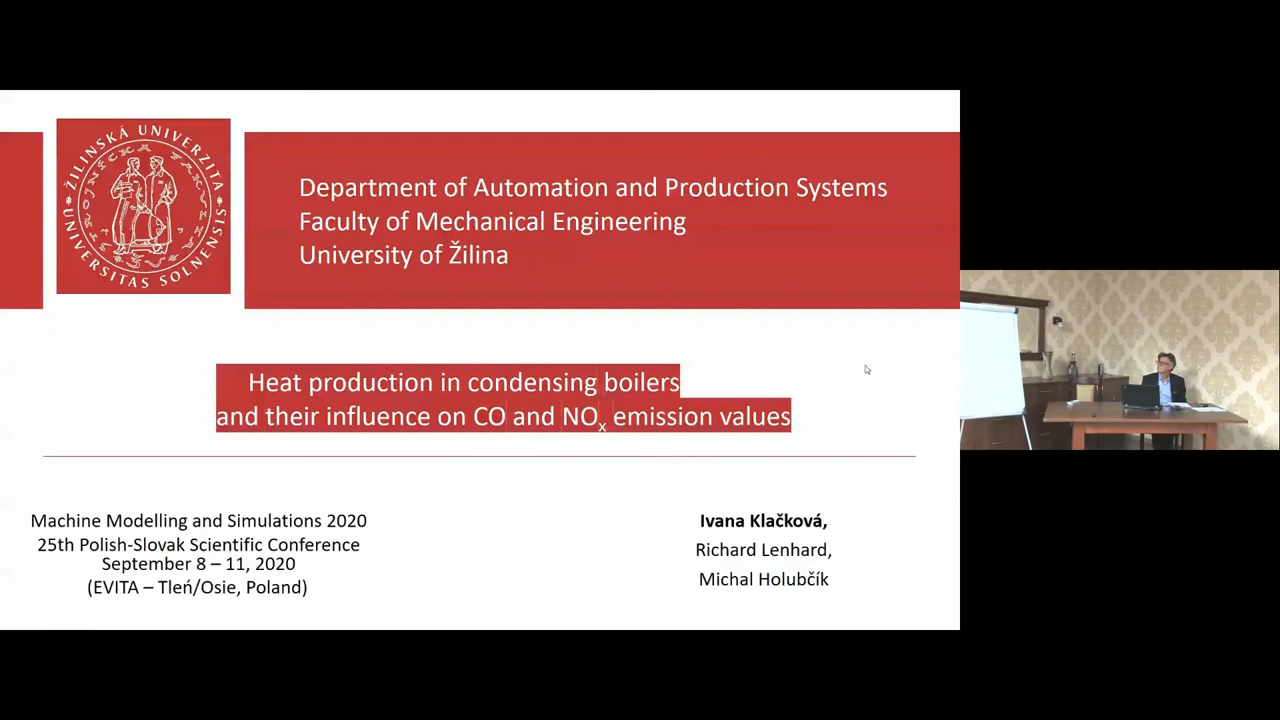 ŽILINSKÁ UNIVERZITA
UNIVERSITAS SOLNENSIS
Department of Automation and Production Systems
Faculty of Mechanical Engineering
University of Žilina
Heat production in condensing boilers
and their influence on CO and NOx emission values
Machine Modelling and Simulations 2020
25th Polish-Slovak Scientific Conference
September 8 – 11, 2020
(EVITA – Tleń/Osie, Poland)
Ivana Klačková,
Richard Lenhard,
Michal Holubčík